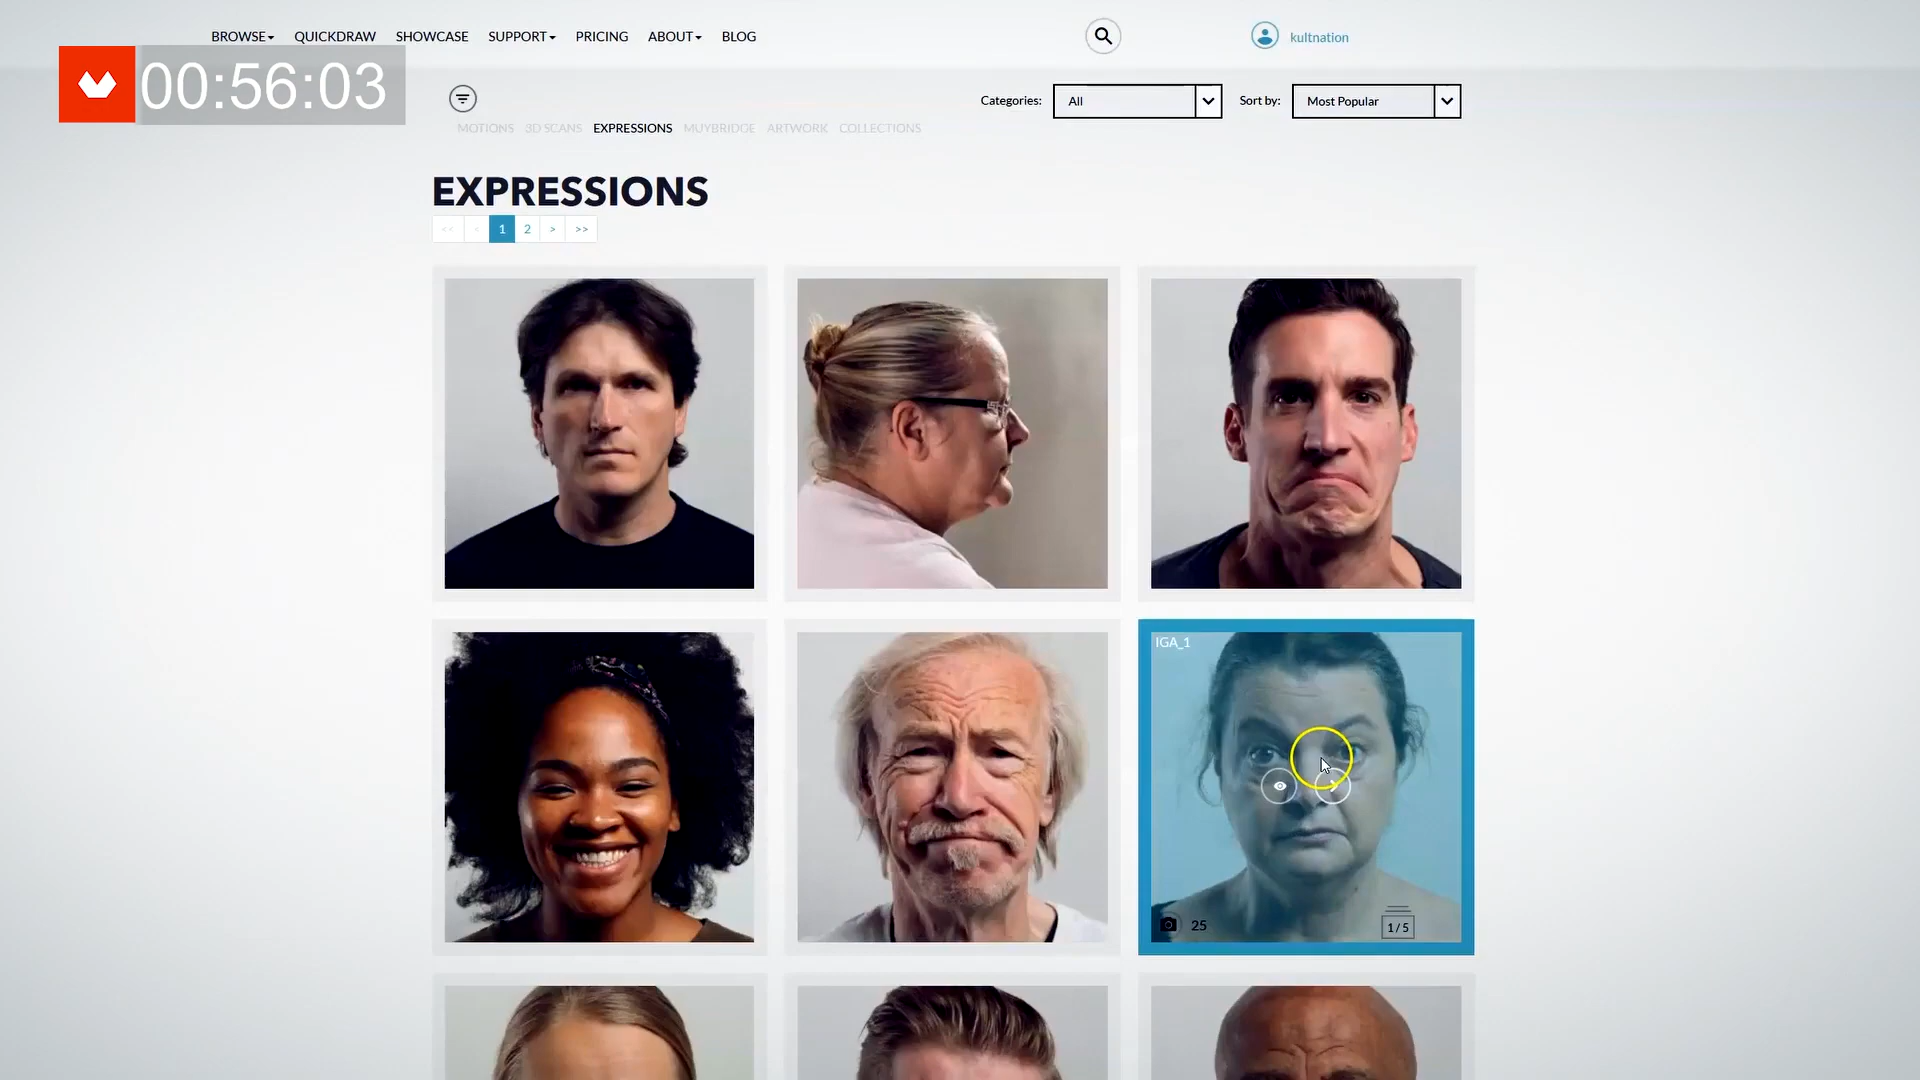 BROWSE QUICKDRAW SHOWCASE SUPPORT PRICING ABOUT BLOG
kultnation
00:56:03
Categories: All Sort by: Most Popular
MOTIONS 3D SCANS EXPRESSIONS MUYBRIDGE ARTWORK COLLECTIONS
EXPRESSIONS
<< < 1 2 > >>
IGA_1
25 1/5